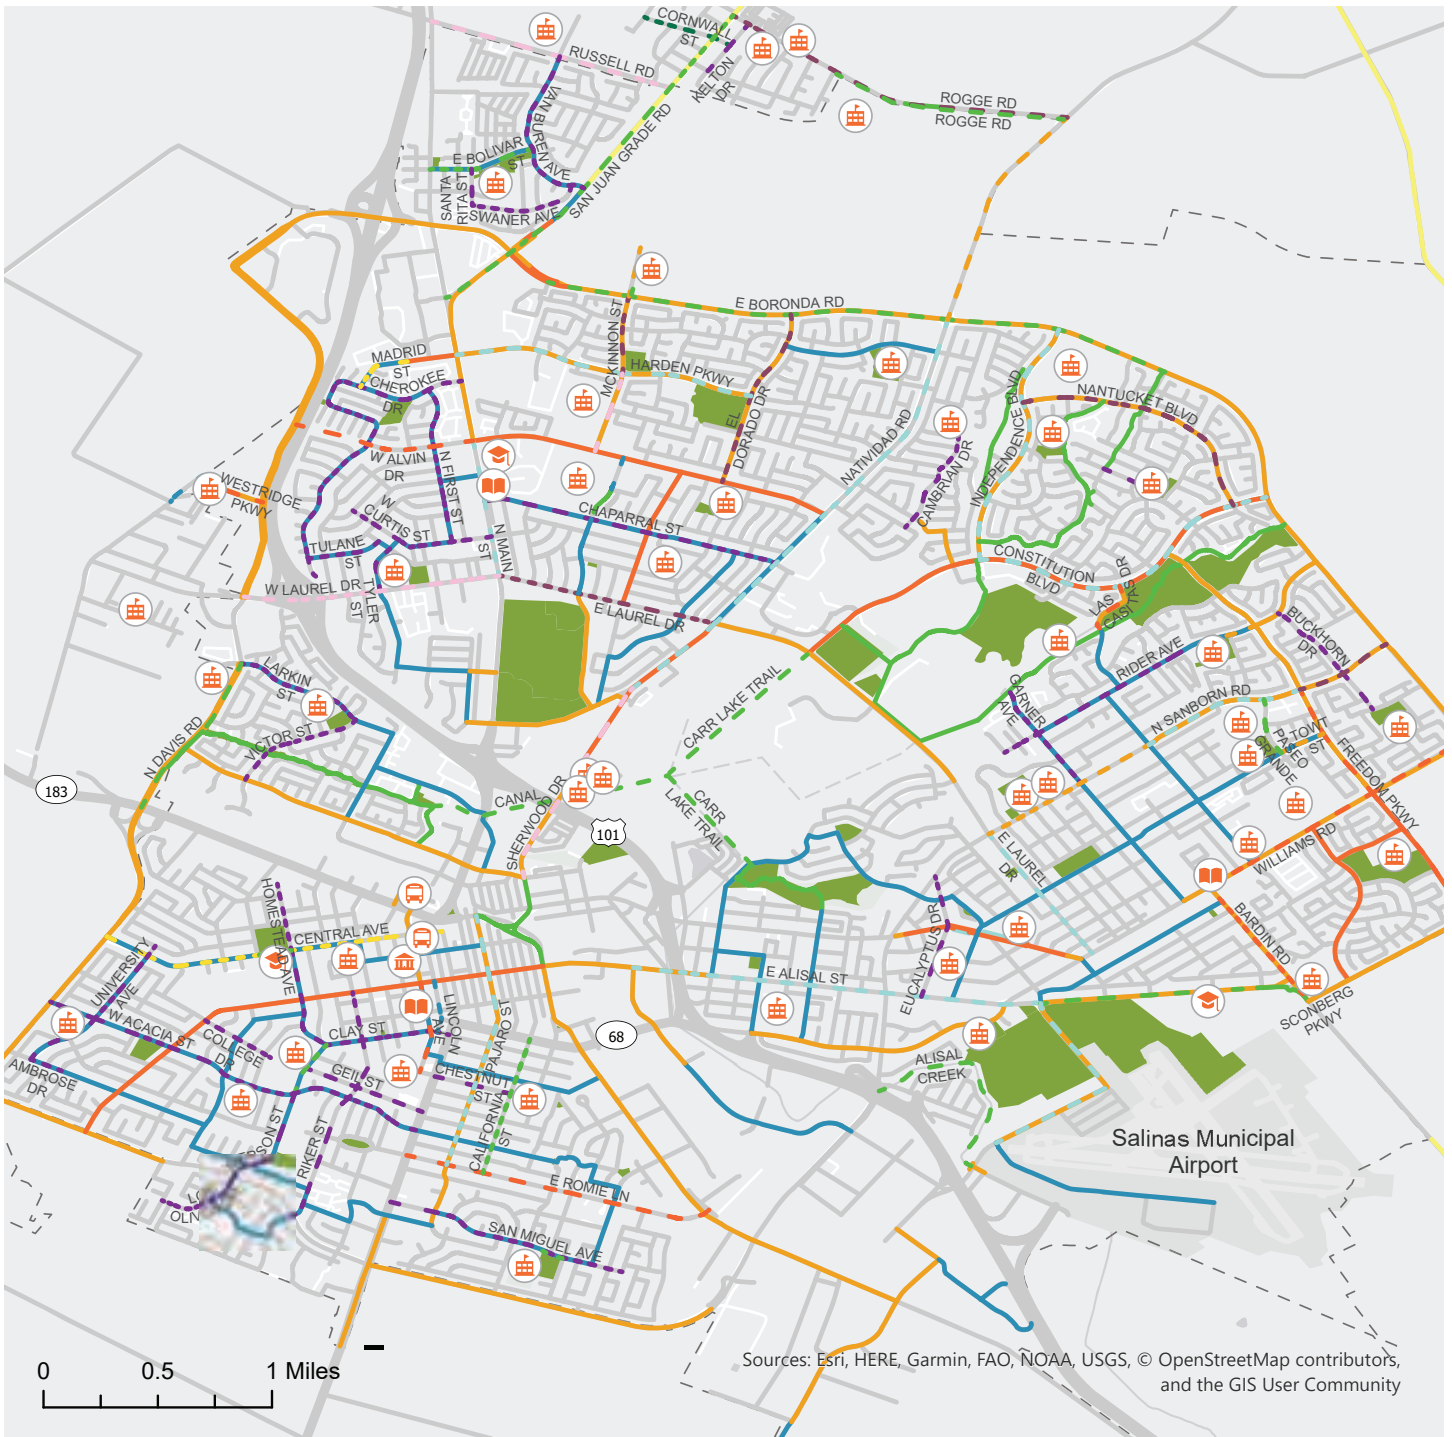 CORNWALL
ST
RUSSELL RD
KELTON
DR
ROGGE RD
ROGGE RD
VAN BUREN AVE
E BOLIVAR
ST
SAN JUAN GRADE RD
SANTA
RITA ST
SWANER AVE
E BORONDA RD
MCKINNON ST
MADRID
ST
HARDEN PKWY
CHEROKEE
DR
NANTUCKET BLVD
INDEPENDENCE BLVD
EL
DORADO DR
NATIVIDAD RD
CAMBRIAN DR
W ALVIN
DR
N FIRST ST
WESTRIDGE
PKWY
W
CURTIS ST
CHAPARRAL ST
N MAIN
ST
TULANE
ST
CONSTITUTION
BLVD
LAS
CASITAS DR
W LAUREL DR
TYLER
ST
E LAUREL DR
BUCKHORN
DR
RIDER AVE
LARKIN
ST
GARNER
AVE
N SANBORN RD
CARR LAKE TRAIL
VICTOR ST
N DAVIS RD
TOWT
ST
PASEO
GRANDE
FREEDOM PKWY
183
CANAL
SHERWOOD DR
CARR
LAKE TRAIL
101
E LAUREL
DR
WILLIAMS RD
HOMESTEAD AVE
CENTRAL AVE
EUCALYPTUS DR
BARDIN RD
UNIVERSITY
AVE
E ALISAL ST
SCONBERG
PKWY
W ACACIA ST
COLLEGE
DR
CLAY ST
LINCOLN
AVE
PAJARO ST
68
AMBROSE
DR
GEIL ST
CHESTNUT
ST
CALIFORNIA
ST
ALISAL
CREEK
RIKER ST
Salinas Municipal
Airport
E ROMIE LN
SAN MIGUEL AVE
0 0.5 1 Miles
Sources: Esri, HERE, Garmin, FAO, NOAA, USGS, © OpenStreetMap contributors,
and the GIS User Community